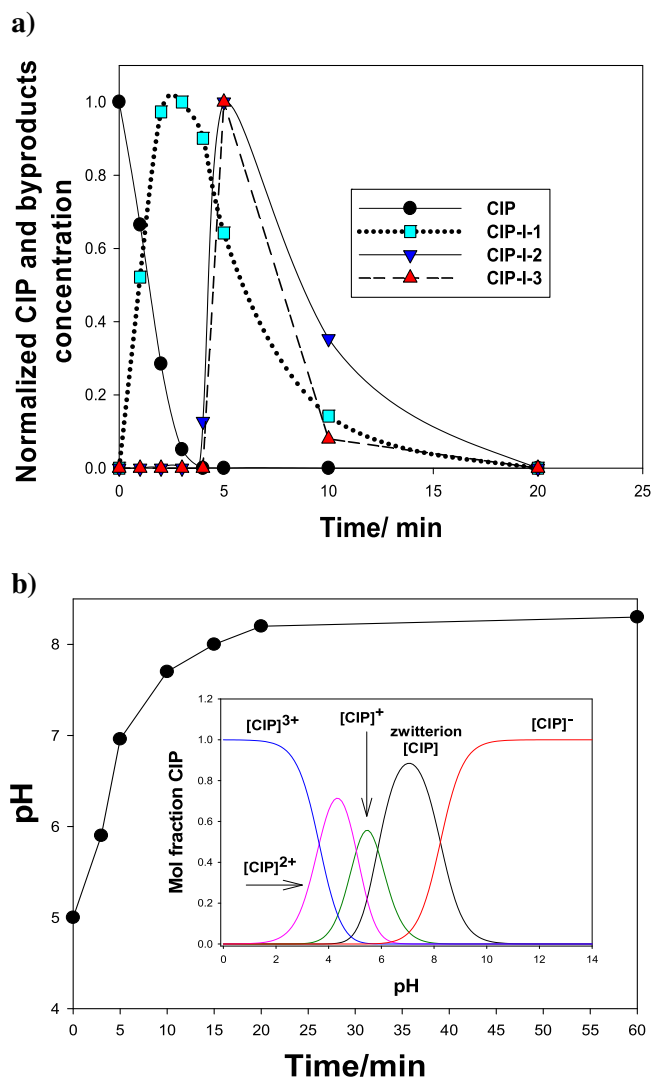 a)
Normalized CIP and byproducts
concentration
1.0
0.8
0.6
0.4
0.2
0.0
CIP
CIP-I-1
CIP-I-2
CIP-I-3
0 5 10 15 20 25
Time/ min
b)
pH
8
7
6
5
4
Mol fraction CIP
1.2
1.0
0.8
0.6
0.4
0.2
0.0
[CIP]3+
[CIP]+
zwitterion
[CIP]
[CIP]-
[CIP]2+
0 2 4 6 8 10 12 14
pH
0 5 10 15 20 25 30 35 40 45 50 55 60
Time/min